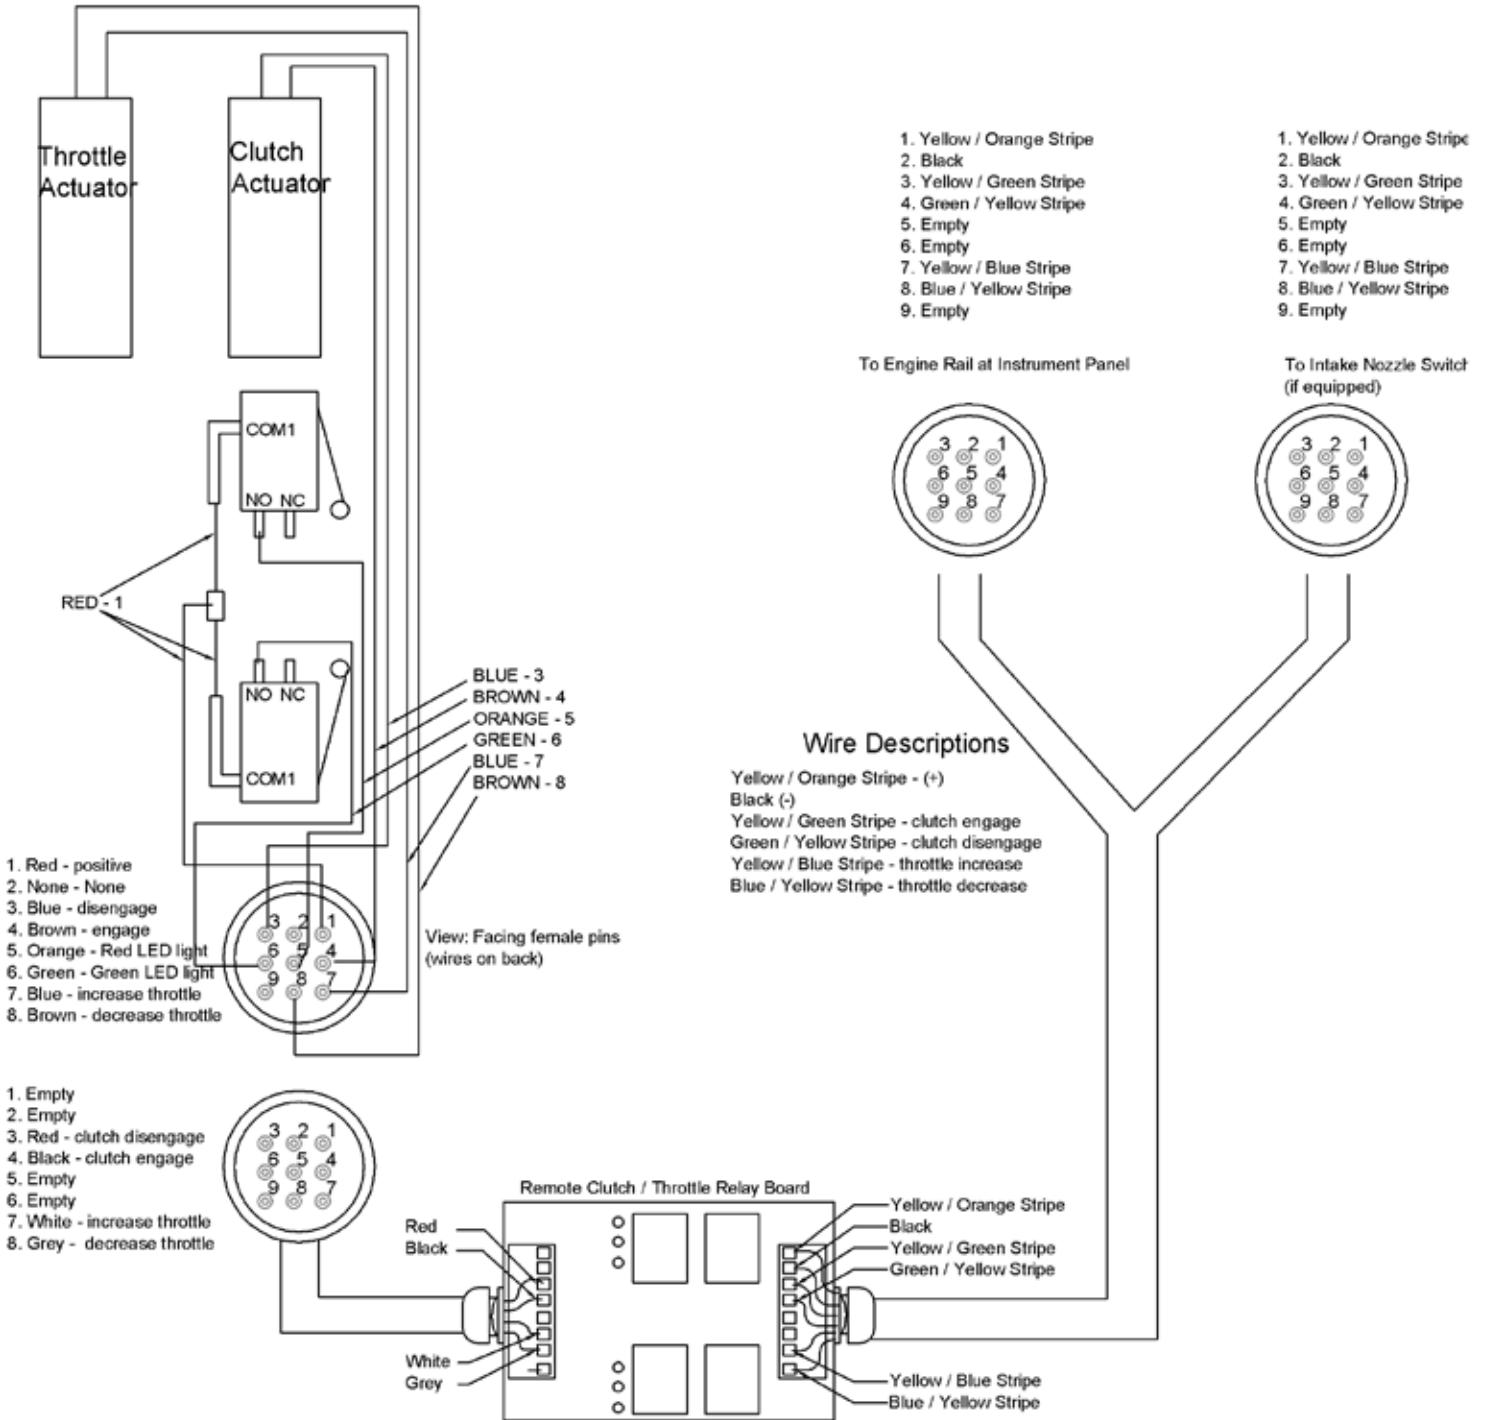 Throttle
Actuator
Clutch
Actuator
COM1
NO NC
RED - 1
NO NC
COM1
BLUE - 3
BROWN - 4
ORANGE - 5
GREEN - 6
BLUE - 7
BROWN - 8
1. Red - positive
2. None - None
3. Blue - disengage
4. Brown - engage
5. Orange - Red LED light
6. Green - Green LED light
7. Blue - increase throttle
8. Brown - decrease throttle
3 2 1
6 5 4
9 8 7
View: Facing female pins
(wires on back)
1. Empty
2. Empty
3. Red - clutch disengage
4. Black - clutch engage
5. Empty
6. Empty
7. White - increase throttle
8. Grey - decrease throttle
3 2 1
6 5 4
9 8 7
1. Yellow / Orange Stripe
2. Black
3. Yellow / Green Stripe
4. Green / Yellow Stripe
5. Empty
6. Empty
7. Yellow / Blue Stripe
8. Blue / Yellow Stripe
9. Empty
To Engine Rail at Instrument Panel
3 2 1
6 5 4
9 8 7
1. Yellow / Orange Stripe
2. Black
3. Yellow / Green Stripe
4. Green / Yellow Stripe
5. Empty
6. Empty
7. Yellow / Blue Stripe
8. Blue / Yellow Stripe
9. Empty
To Intake Nozzle Switch
(if equipped)
3 2 1
6 5 4
9 8 7
Wire Descriptions
Yellow / Orange Stripe - (+)
Black (-)
Yellow / Green Stripe - clutch engage
Green / Yellow Stripe - clutch disengage
Yellow / Blue Stripe - throttle increase
Blue / Yellow Stripe - throttle decrease
Remote Clutch / Throttle Relay Board
Red
Black
White
Grey
Yellow / Orange Stripe
Black
Yellow / Green Stripe
Green / Yellow Stripe
Yellow / Blue Stripe
Blue / Yellow Stripe